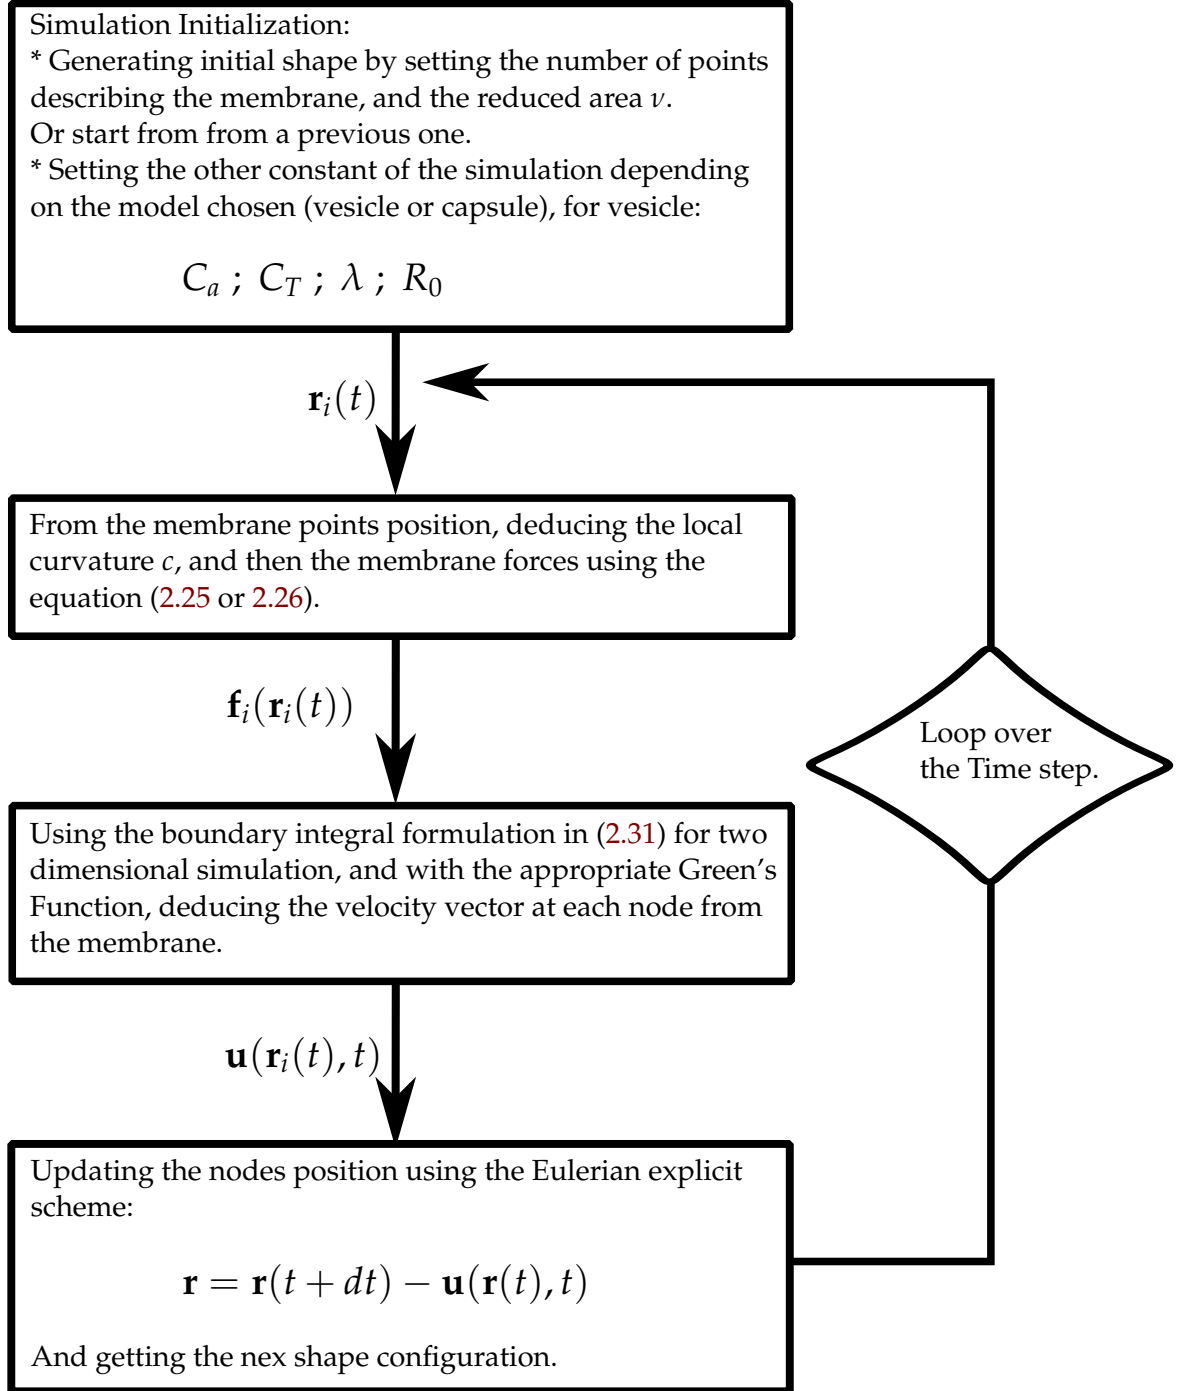 Simulation Initialization:
* Generating initial shape by setting the number of points
describing the membrane, and the reduced area ν.
Or start from from a previous one.
* Setting the other constant of the simulation depending
on the model chosen (vesicle or capsule), for vesicle:
C_a ; C_T ; λ ; R_0
r_i(t)
From the membrane points position, deducing the local
curvature c, and then the membrane forces using the
equation (2.25 or 2.26).
f_i(r_i(t))
Loop over
the Time step.
Using the boundary integral formulation in (2.31) for two
dimensional simulation, and with the appropriate Green's
Function, deducing the velocity vector at each node from
the membrane.
u(r_i(t), t)
Updating the nodes position using the Eulerian explicit
scheme:
r = r(t + dt) − u(r(t), t)
And getting the nex shape configuration.